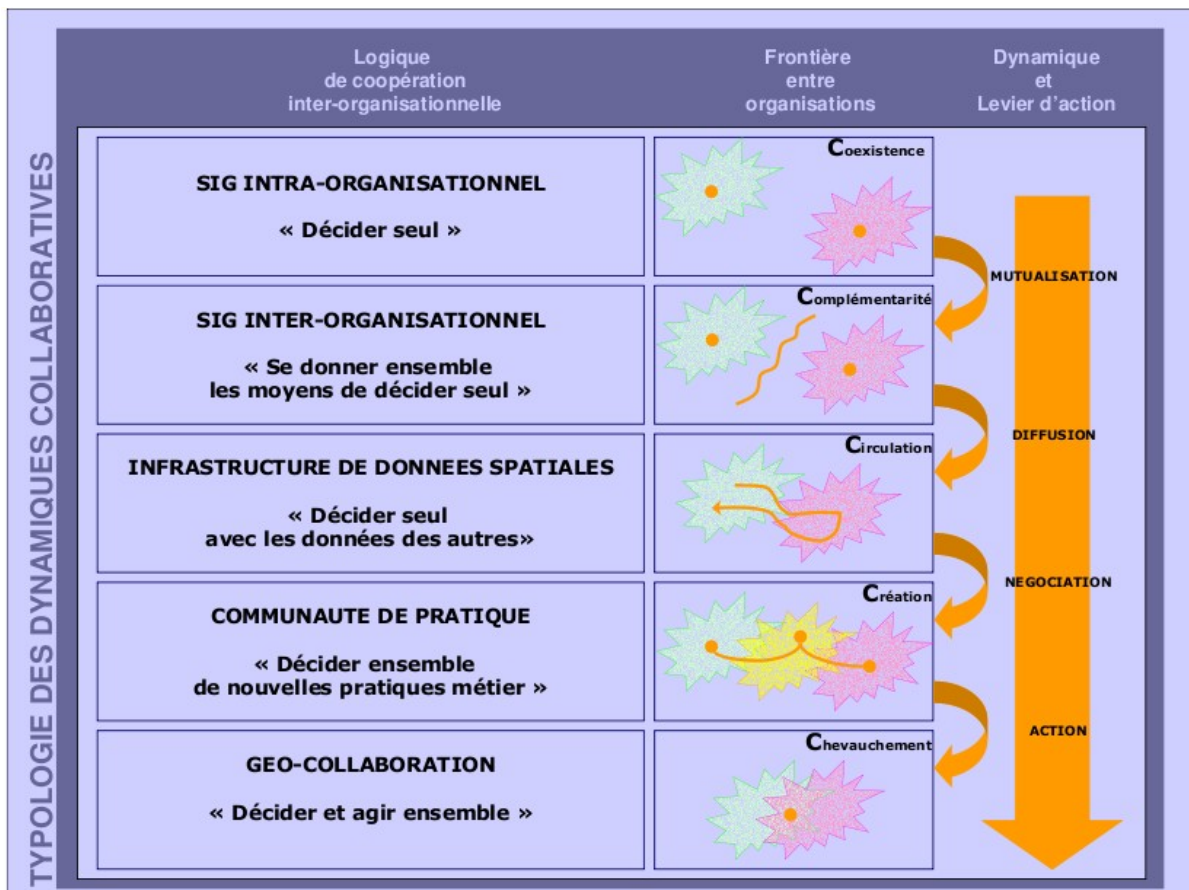 TYPOLOGIE DES DYNAMIQUES COLLABORATIVES
Logique
de coopération
inter-organisationnelle
Frontière
entre
organisations
Dynamique
et
Levier d'action
SIG INTRA-ORGANISATIONNEL
« Décider seul »
Coexistence
MUTUALISATION
SIG INTER-ORGANISATIONNEL
« Se donner ensemble
les moyens de décider seul »
Complémentarité
DIFFUSION
INFRASTRUCTURE DE DONNEES SPATIALES
« Décider seul
avec les données des autres»
Circulation
NEGOCIATION
COMMUNAUTE DE PRATIQUE
« Décider ensemble
de nouvelles pratiques métier »
Création
ACTION
GEO-COLLABORATION
« Décider et agir ensemble »
Chevauchement